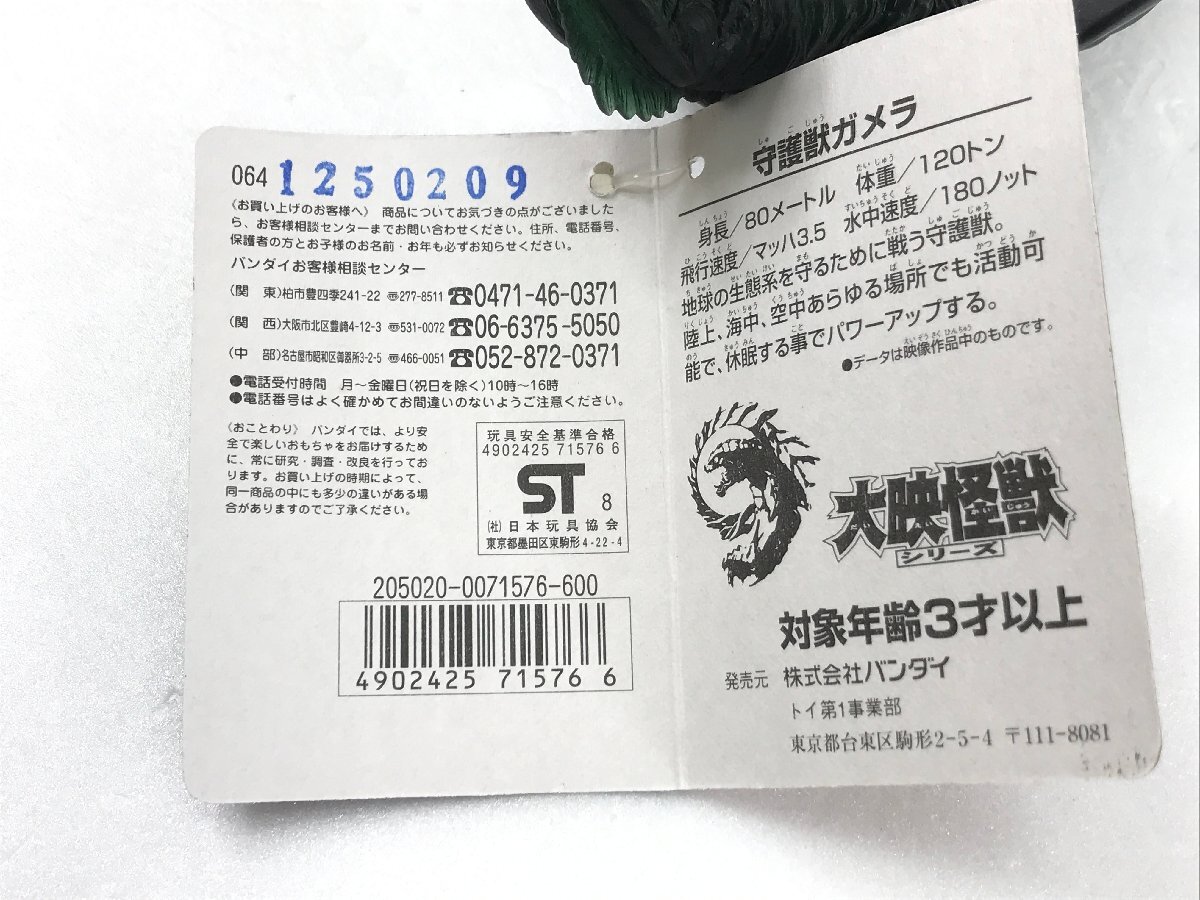 064 1250209
〈お買い上げのお客様へ〉 商品についてお気づきの点がございました
ら、お客様相談センターまでお問い合わせください。住所、電話番号、
保護者の方とお子様のお名前・お年も必ずお知らせください。
バンダイお客様相談センター
(関 東)柏市豊四季241-22 〒277-8511 ☎0471-46-0371
(関 西)大阪市北区豊崎4-12-3 〒531-0072 ☎06-6375-5050
(中 部)名古屋市昭和区御器所3-2-5 〒466-0051 ☎052-872-0371
●電話受付時間 月〜金曜日(祝日を除く)10時〜16時
●電話番号はよく確かめてお間違いのないようご注意ください。
〈おことわり〉 バンダイでは、より安
全で楽しいおもちゃをお届けするため
に、常に研究・調査・改良を行ってお
ります。お買い上げの時期によって、
同一商品の中にも多少の違いがある場
合がありますのでご了承ください。
玩具安全基準合格
4902425 71576 6
ST 8
(社)日本玩具協会
東京都墨田区東駒形4-22-4
205020-0071576-600
4902425 71576 6
守護獣ガメラ
身長/80メートル 体重/120トン
飛行速度/マッハ3.5 水中速度/180ノット
地球の生態系を守るために戦う守護獣。
陸上、海中、空中あらゆる場所でも活動可
能で、休眠する事でパワーアップする。
●データは映像作品中のものです。
大映怪獣
シリーズ
対象年齢3才以上
発売元 株式会社バンダイ
トイ第1事業部
東京都台東区駒形2-5-4 〒111-8081